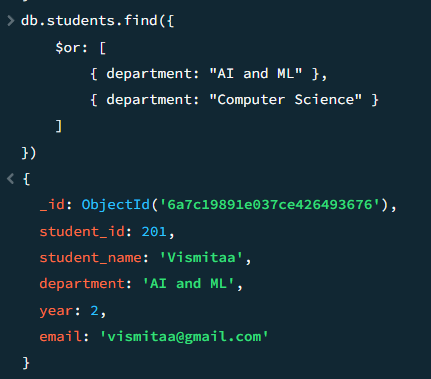 > db.students.find({
$or: [
{ department: "AI and ML" },
{ department: "Computer Science" }
]
})
< {
_id: ObjectId('6a7c19891e037ce426493676'),
student_id: 201,
student_name: 'Vismitaa',
department: 'AI and ML',
year: 2,
email: 'vismitaa@gmail.com'
}